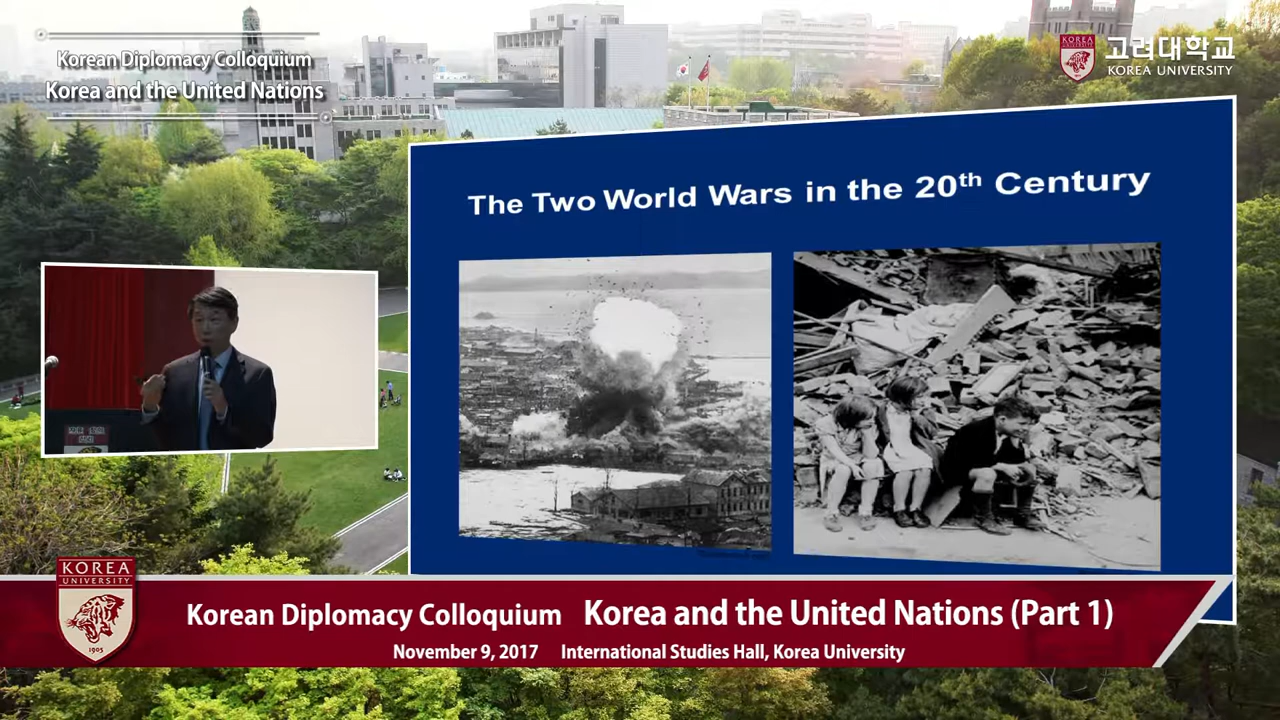 Korean Diplomacy Colloquium
Korea and the United Nations
KOREA
고려대학교
KOREA UNIVERSITY
The Two World Wars in the 20th Century
KOREA
UNIVERSITY
1905
Korean Diplomacy Colloquium Korea and the United Nations (Part 1)
November 9, 2017 International Studies Hall, Korea University